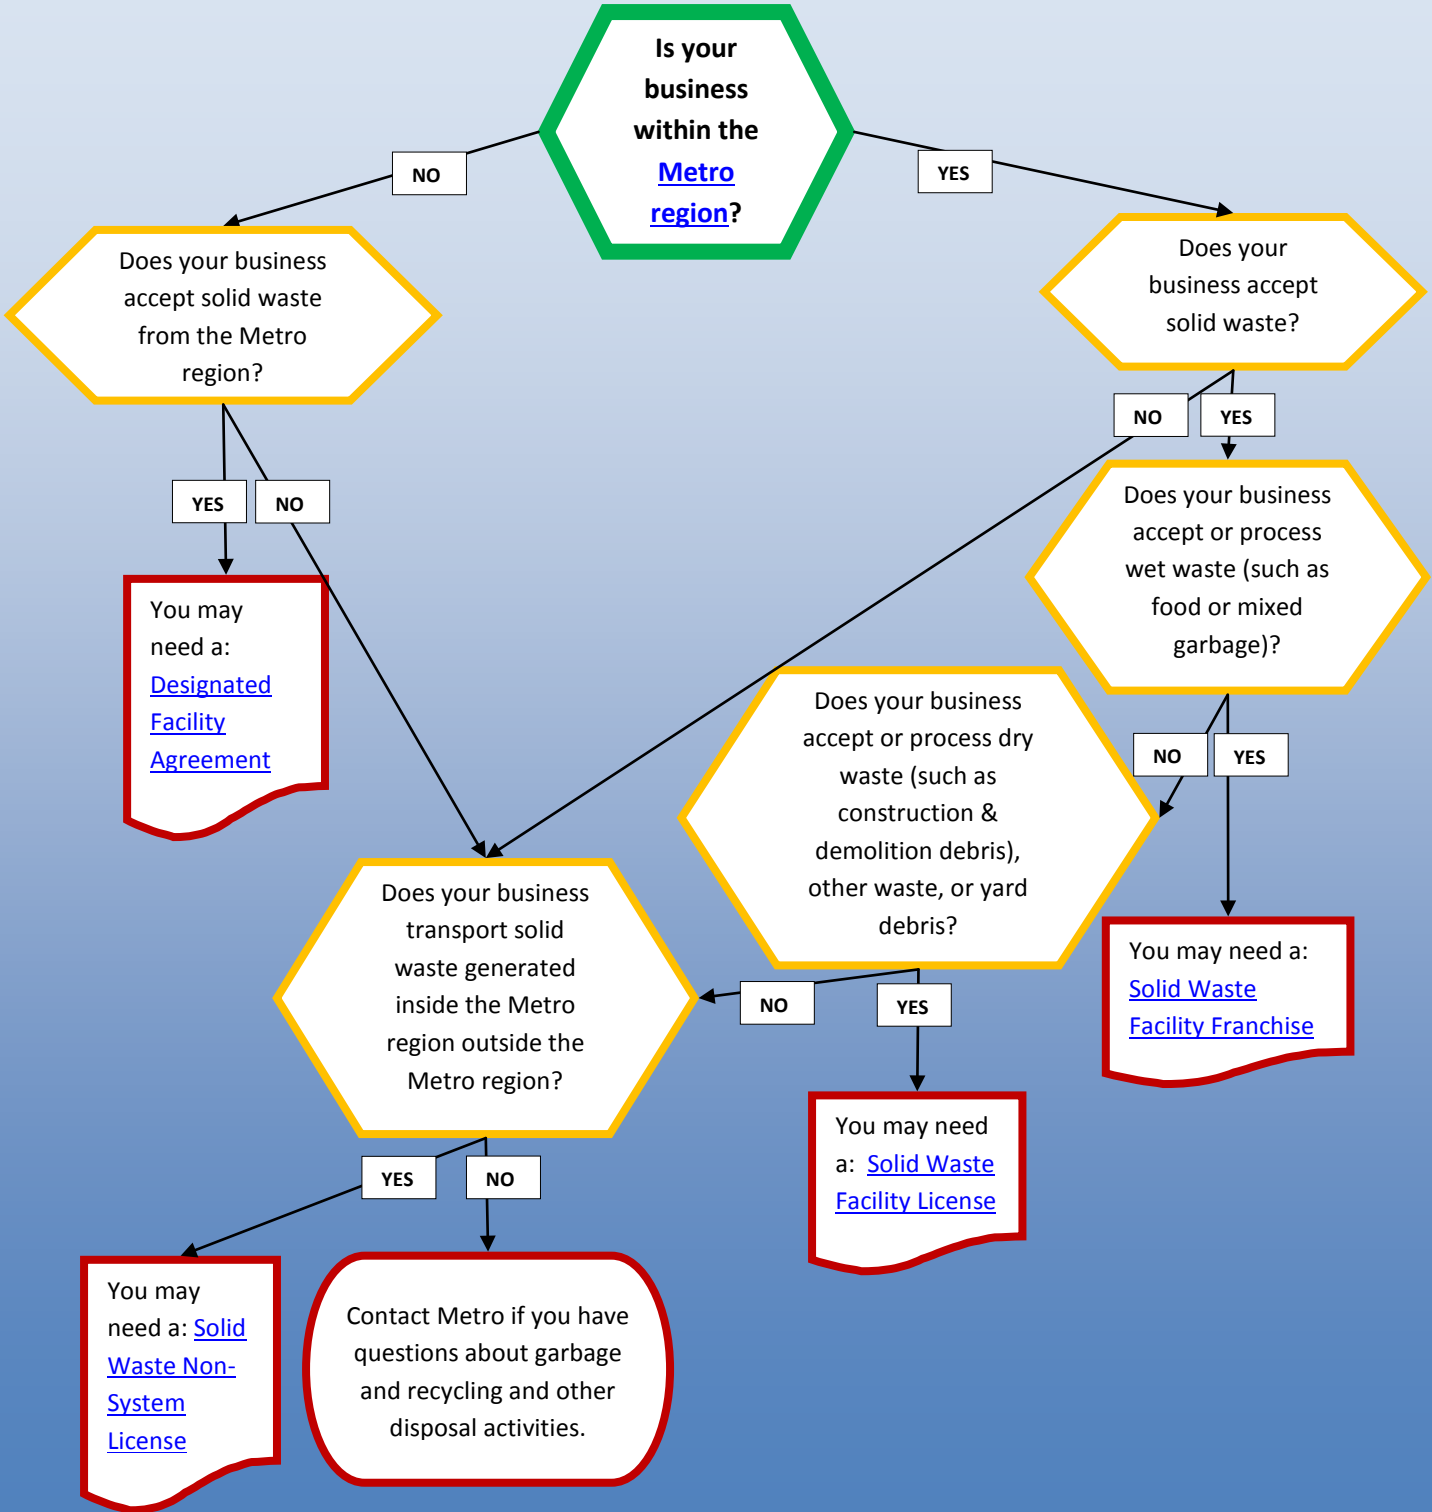 Is your
business
within the
Metro
region?
NO
YES
Does your business
accept solid waste
from the Metro
region?
Does your
business accept
solid waste?
NO
YES
YES
NO
Does your business
accept or process
wet waste (such as
food or mixed
garbage)?
You may
need a:
Designated
Facility
Agreement
Does your business
accept or process dry
waste (such as
construction &
demolition debris),
other waste, or yard
debris?
NO
YES
Does your business
transport solid
waste generated
inside the Metro
region outside the
Metro region?
You may need a:
Solid Waste
Facility Franchise
NO
YES
You may need
a: Solid Waste
Facility License
YES
NO
You may
need a: Solid
Waste Non-
System
License
Contact Metro if you have
questions about garbage
and recycling and other
disposal activities.